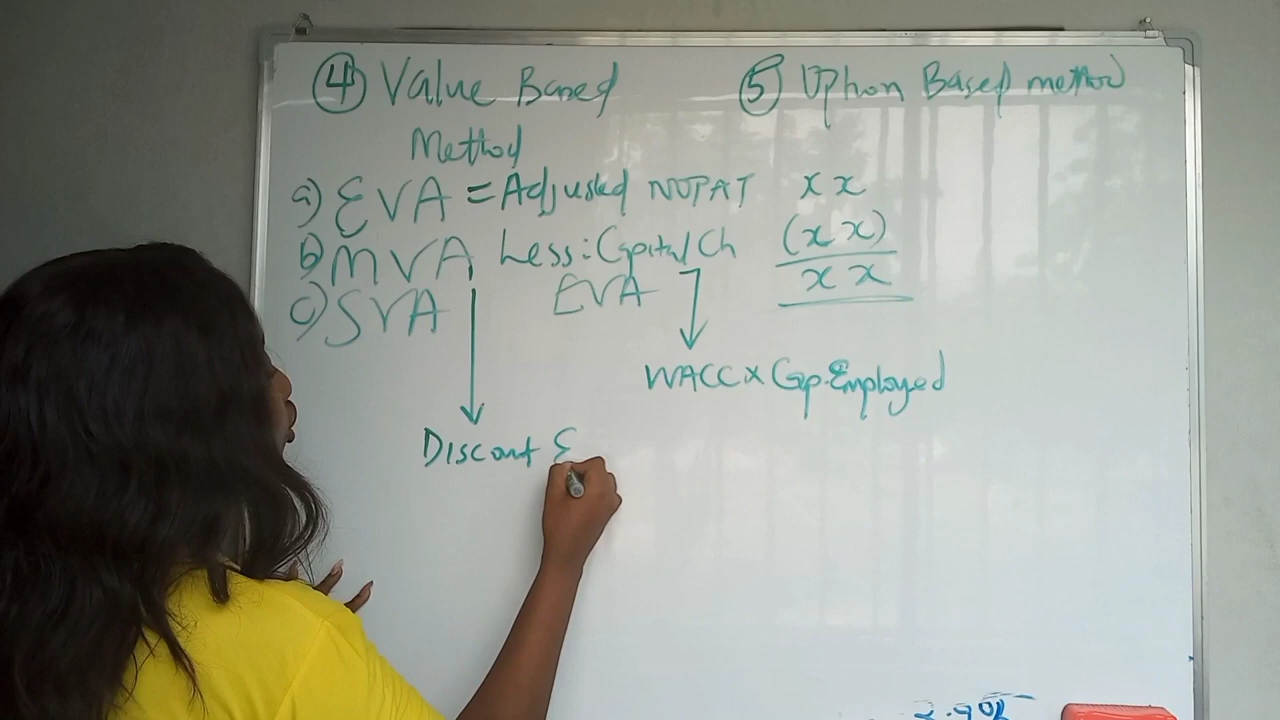 ④ Value Based
Method
a) EVA = Adjusted NOPAT xx
b) MVA Less: Capital Ch (xx)
c) SVA EVA xx
WACC x Cap. Employed
Discout E
⑤ Option Based method